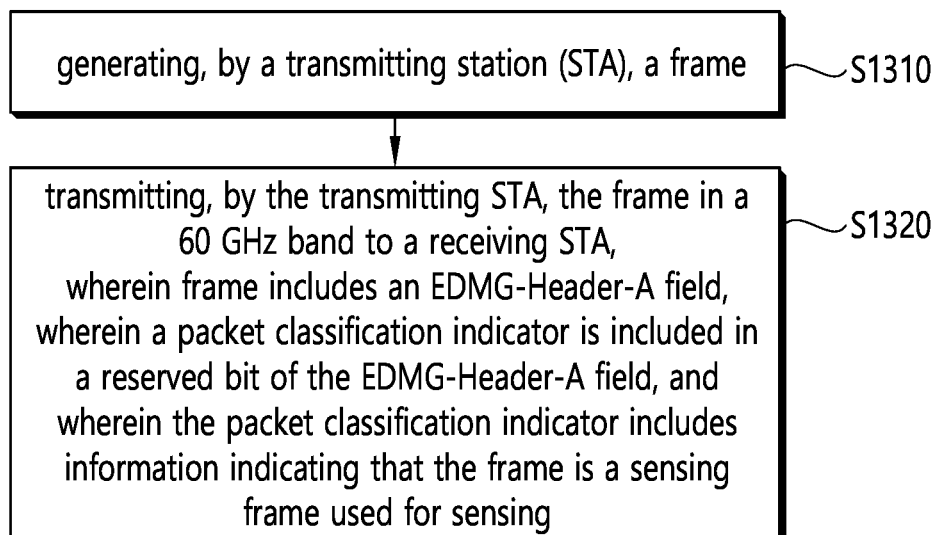 generating, by a transmitting station (STA), a frame
S1310
transmitting, by the transmitting STA, the frame in a
60 GHz band to a receiving STA,
S1320
wherein frame includes an EDMG-Header-A field,
wherein a packet classification indicator is included in
a reserved bit of the EDMG-Header-A field, and
wherein the packet classification indicator includes
information indicating that the frame is a sensing
frame used for sensing